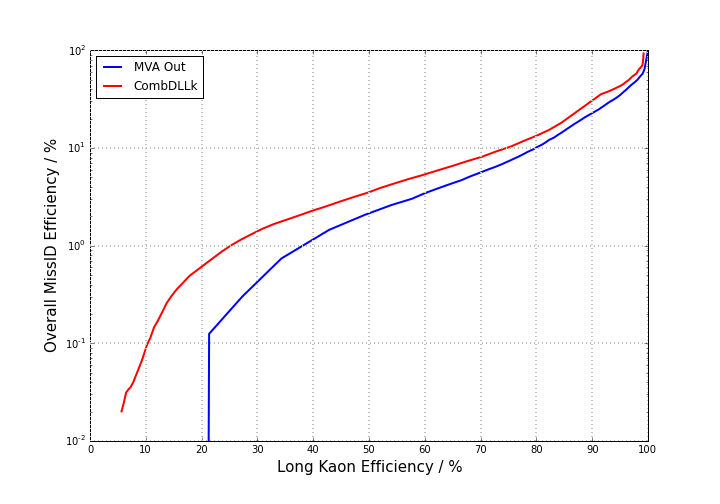 MVA Out
CombDLLk
Overall MissID Efficiency / %
10²
10¹
10⁰
10⁻¹
10⁻²
0 10 20 30 40 50 60 70 80 90 100
Long Kaon Efficiency / %